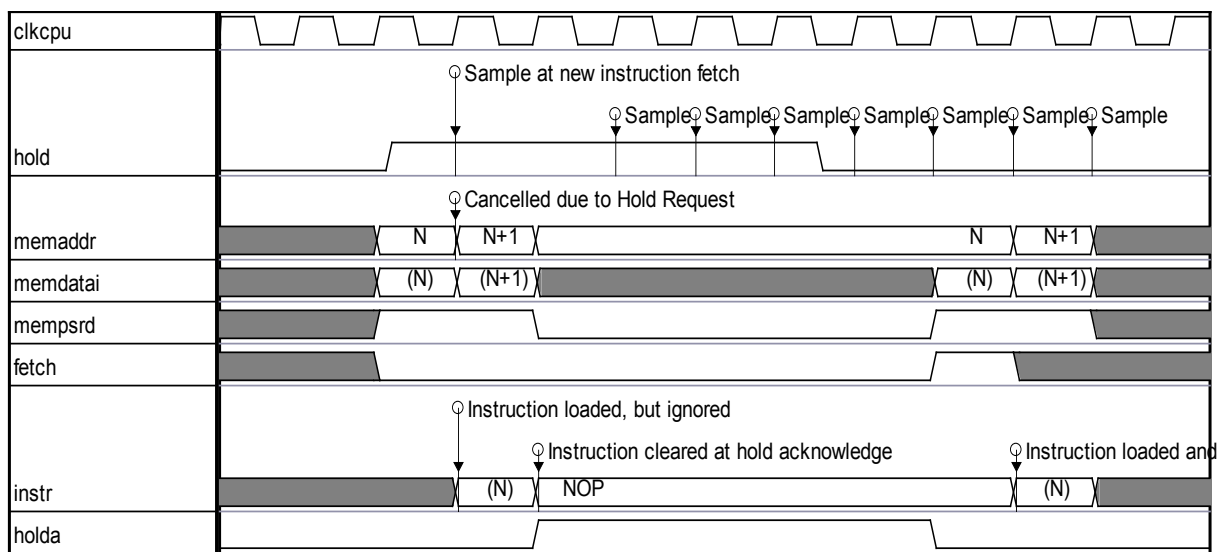 clkcpu
Sample at new instruction fetch
Sample Sample Sample Sample Sample Sample Sample
hold
Cancelled due to Hold Request
memaddr N N+1 N N+1
memdatai (N) (N+1) (N) (N+1)
mempsrd
fetch
Instruction loaded, but ignored
Instruction cleared at hold acknowledge Instruction loaded and
instr (N) NOP (N)
holda